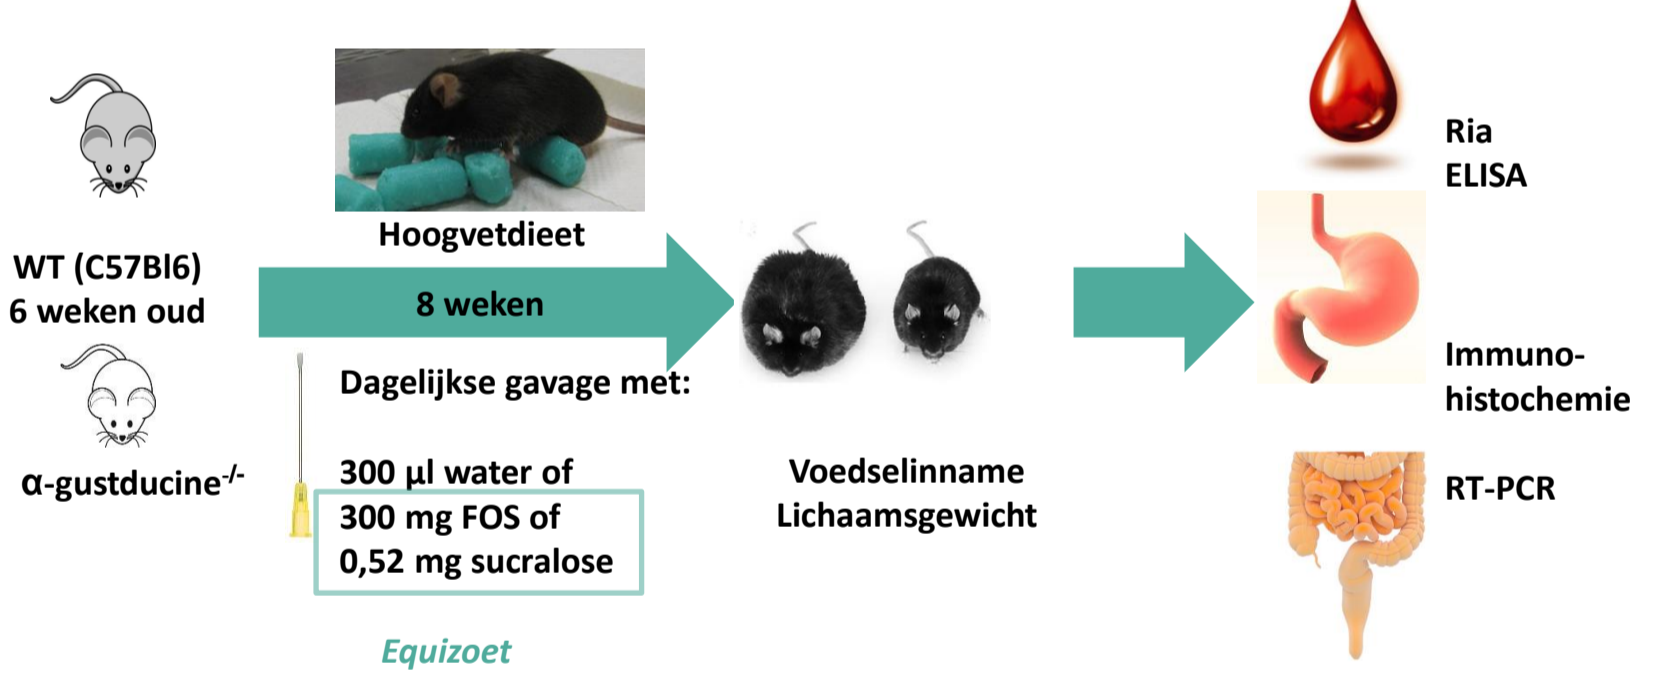 WT (C57Bl6)
6 weken oud
α-gustducine-/-
Hoogvetdieet
8 weken
Dagelijkse gavage met:
300 µl water of
300 mg FOS of
0,52 mg sucralose
Equizoet
Voedselinname
Lichaamsgewicht
Ria
ELISA
Immuno-
histochemie
RT-PCR